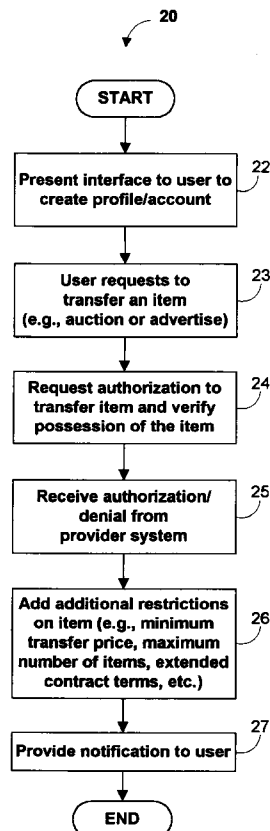 20
START
22
Present interface to user to
create profile/account
23
User requests to
transfer an item
(e.g., auction or advertise)
24
Request authorization to
transfer item and verify
possession of the item
25
Receive authorization/
denial from
provider system
26
Add additional restrictions
on item (e.g., minimum
transfer price, maximum
number of items, extended
contract terms, etc.)
27
Provide notification to user
END